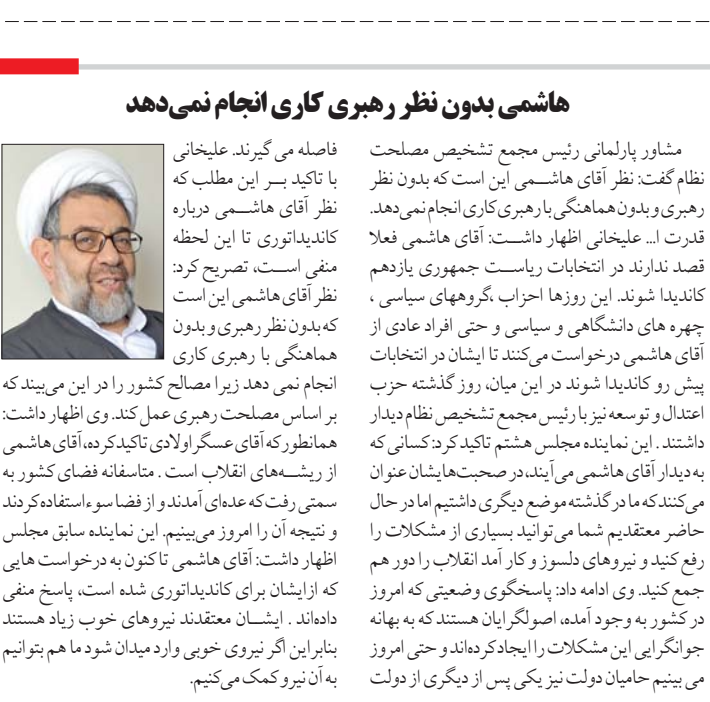 هاشمی بدون نظر رهبری کاری انجام نمی‌دهد
مشاور پارلمانی رئیس مجمع تشخیص مصلحت
نظام گفت: نظر آقای هاشمی این است که بدون نظر
رهبری و بدون هماهنگی با رهبری کاری انجام نمی‌دهد.
قدرت ا... علیخانی اظهار داشت: آقای هاشمی فعلا
قصد ندارند در انتخابات ریاست جمهوری یازدهم
کاندیدا شوند. این روزها احزاب ،گروههای سیاسی ،
چهره های دانشگاهی و سیاسی و حتی افراد عادی از
آقای هاشمی درخواست می‌کنند تا ایشان در انتخابات
پیش رو کاندیدا شوند در این میان، روز گذشته حزب
اعتدال و توسعه نیز با رئیس مجمع تشخیص نظام دیدار
داشتند . این نماینده مجلس هشتم تاکید کرد: کسانی که
به دیدار آقای هاشمی می‌آیند، در صحبت‌هایشان عنوان
می‌کنند که ما در گذشته موضع دیگری داشتیم اما در حال
حاضر معتقدیم شما می‌توانید بسیاری از مشکلات را
رفع کنید و نیروهای دلسوز و کار آمد انقلاب را دور هم
جمع کنید. وی ادامه داد: پاسخگوی وضعیتی که امروز
در کشور به وجود آمده، اصولگرایان هستند که به بهانه
جوانگرایی این مشکلات را ایجاد کرده‌اند و حتی امروز
می بینیم حامیان دولت نیز یکی پس از دیگری از دولت
فاصله می گیرند. علیخانی
با تاکید بر این مطلب که
نظر آقای هاشمی درباره
کاندیداتوری تا این لحظه
منفی است، تصریح کرد:
نظر آقای هاشمی این است
که بدون نظر رهبری و بدون
هماهنگی با رهبری کاری
انجام نمی دهد زیرا مصالح کشور را در این می‌بیند که
بر اساس مصلحت رهبری عمل کند. وی اظهار داشت:
همانطور که آقای عسگراولادی تاکید کرده، آقای هاشمی
از ریشه‌های انقلاب است . متاسفانه فضای کشور به
سمتی رفت که عده‌ای آمدند و از فضا سوء استفاده کردند
و نتیجه آن را امروز می‌بینیم. این نماینده سابق مجلس
اظهار داشت: آقای هاشمی تاکنون به درخواست هایی
که ازایشان برای کاندیداتوری شده است، پاسخ منفی
داده‌اند . ایشان معتقدند نیروهای خوب زیاد هستند
بنابراین اگر نیروی خوبی وارد میدان شود ما هم بتوانیم
به آن نیرو کمک می‌کنیم.